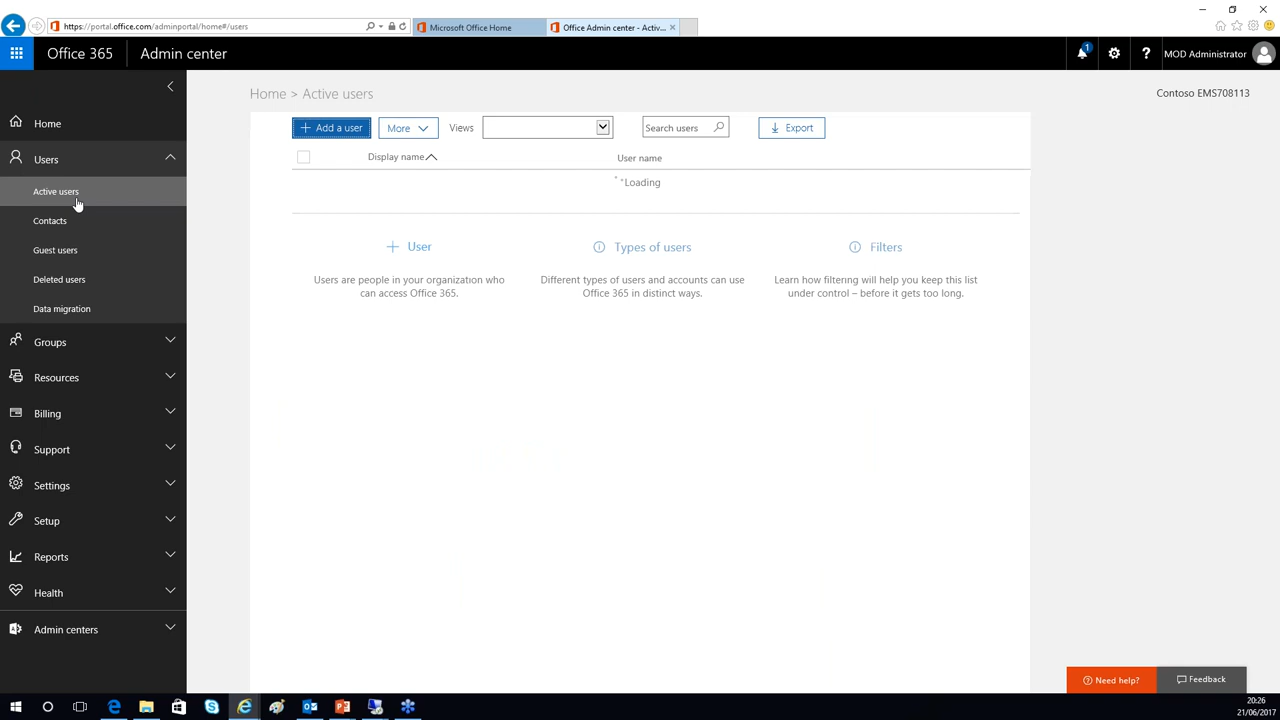 https://portal.office.com/adminportal/home#/users
Microsoft Office Home
Office Admin center - Activ...
Office 365
Admin center
1
MOD Administrator
Home > Active users
Contoso EMS708113
Home
Users
Active users
Contacts
Guest users
Deleted users
Data migration
Groups
Resources
Billing
Support
Settings
Setup
Reports
Health
Admin centers
Add a user
More
Views
Search users
Export
Display name
User name
Loading
User
Users are people in your organization who
can access Office 365.
Types of users
Different types of users and accounts can use
Office 365 in distinct ways.
Filters
Learn how filtering will help you keep this list
under control – before it gets too long.
Need help?
Feedback
20:26
21/06/2017